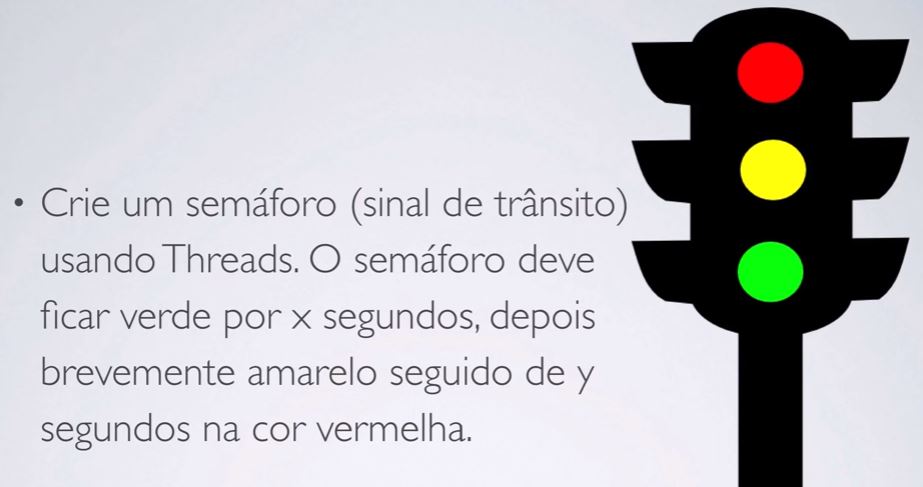 • Crie um semáforo (sinal de trânsito)
usando Threads. O semáforo deve
ficar verde por x segundos, depois
brevemente amarelo seguido de y
segundos na cor vermelha.